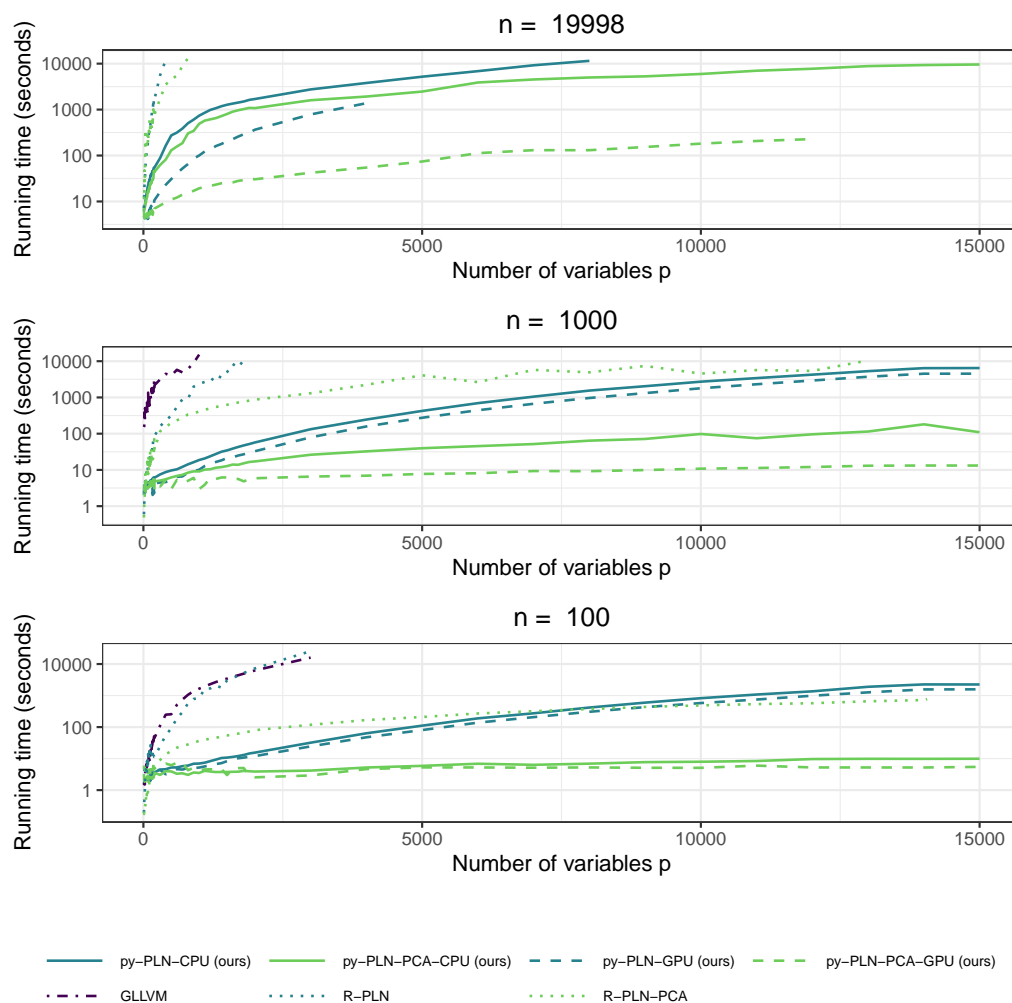 n = 19998
Running time (seconds)
10000
1000
100
10
0
5000
10000
15000
Number of variables p
n = 1000
Running time (seconds)
10000
1000
100
10
1
0
5000
10000
15000
Number of variables p
n = 100
Running time (seconds)
10000
100
1
0
5000
10000
15000
Number of variables p
py−PLN−CPU (ours)
py−PLN−PCA−CPU (ours)
py−PLN−GPU (ours)
py−PLN−PCA−GPU (ours)
GLLVM
R−PLN
R−PLN−PCA